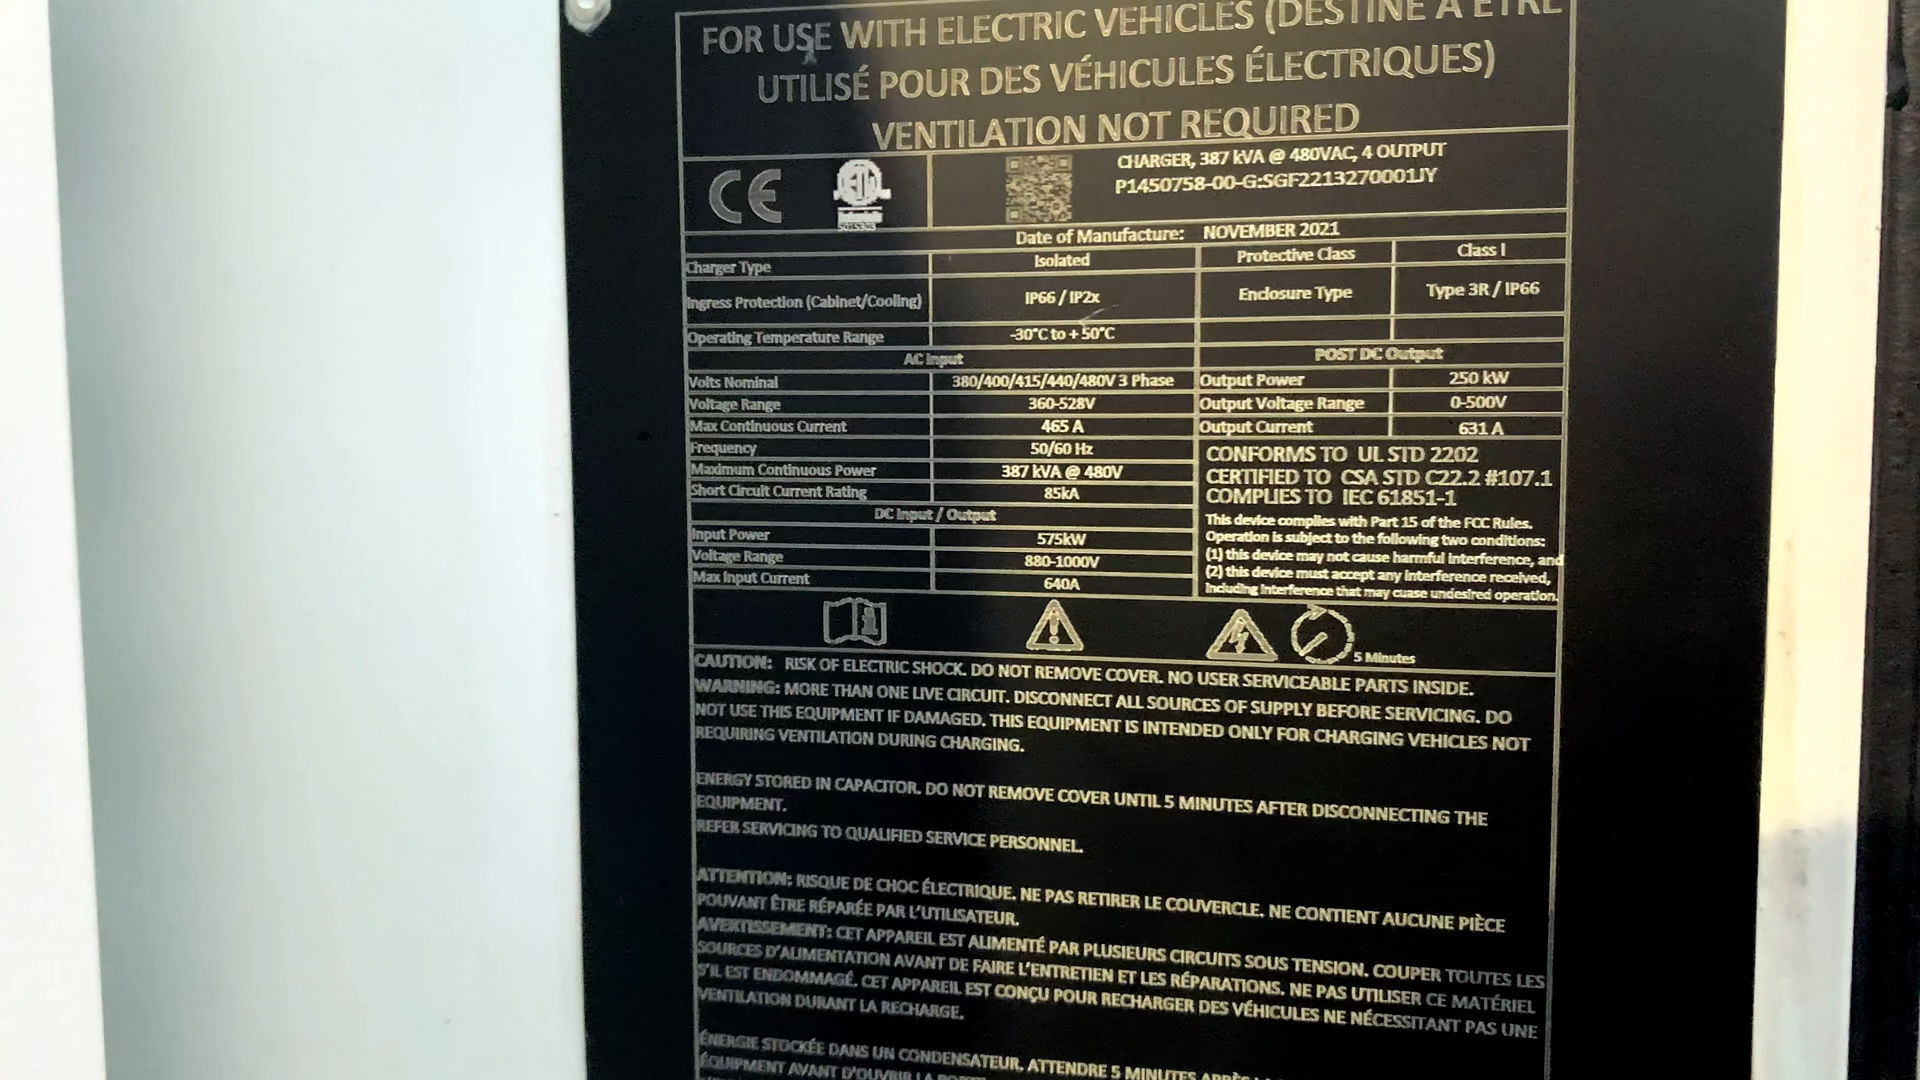 FOR USE WITH ELECTRIC VEHICLES (DESTINÉ À ÊTRE
UTILISÉ POUR DES VÉHICULES ÉLECTRIQUES)
VENTILATION NOT REQUIRED
CE
ETL
Intertek
5015303
CHARGER, 387 kVA @ 480VAC, 4 OUTPUT
P1450758-00-G:SGF2213270001JY
Date of Manufacture: NOVEMBER 2021
Charger Type Isolated Protective Class Class I
Ingress Protection (Cabinet/Cooling) IP66 / IP2x Enclosure Type Type 3R / IP66
Operating Temperature Range -30°C to + 50°C
AC Input POST DC Output
Volts Nominal 380/400/415/440/480V 3 Phase Output Power 250 kW
Voltage Range 360-528V Output Voltage Range 0-500V
Max Continuous Current 465 A Output Current 631 A
Frequency 50/60 Hz
Maximum Continuous Power 387 kVA @ 480V
Short Circuit Current Rating 85kA
DC Input / Output
Input Power 575kW
Voltage Range 880-1000V
Max Input Current 640A
CONFORMS TO UL STD 2202
CERTIFIED TO CSA STD C22.2 #107.1
COMPLIES TO IEC 61851-1
This device complies with Part 15 of the FCC Rules.
Operation is subject to the following two conditions:
(1) this device may not cause harmful interference, and
(2) this device must accept any interference received,
including interference that may cuase undesired operation.
5 Minutes
CAUTION: RISK OF ELECTRIC SHOCK. DO NOT REMOVE COVER. NO USER SERVICEABLE PARTS INSIDE.
WARNING: MORE THAN ONE LIVE CIRCUIT. DISCONNECT ALL SOURCES OF SUPPLY BEFORE SERVICING. DO
NOT USE THIS EQUIPMENT IF DAMAGED. THIS EQUIPMENT IS INTENDED ONLY FOR CHARGING VEHICLES NOT
REQUIRING VENTILATION DURING CHARGING.
ENERGY STORED IN CAPACITOR. DO NOT REMOVE COVER UNTIL 5 MINUTES AFTER DISCONNECTING THE
EQUIPMENT.
REFER SERVICING TO QUALIFIED SERVICE PERSONNEL.
ATTENTION: RISQUE DE CHOC ÉLECTRIQUE. NE PAS RETIRER LE COUVERCLE. NE CONTIENT AUCUNE PIÈCE
POUVANT ÊTRE RÉPARÉE PAR L'UTILISATEUR.
AVERTISSEMENT: CET APPAREIL EST ALIMENTÉ PAR PLUSIEURS CIRCUITS SOUS TENSION. COUPER TOUTES LES
SOURCES D'ALIMENTATION AVANT DE FAIRE L'ENTRETIEN ET LES RÉPARATIONS. NE PAS UTILISER CE MATÉRIEL
S'IL EST ENDOMMAGÉ. CET APPAREIL EST CONÇU POUR RECHARGER DES VÉHICULES NE NÉCESSITANT PAS UNE
VENTILATION DURANT LA RECHARGE.
ÉNERGIE STOCKÉE DANS UN CONDENSATEUR. ATTENDRE 5 MINUTES APRÈS
ÉQUIPMENT AVANT D'OUVRIR LA